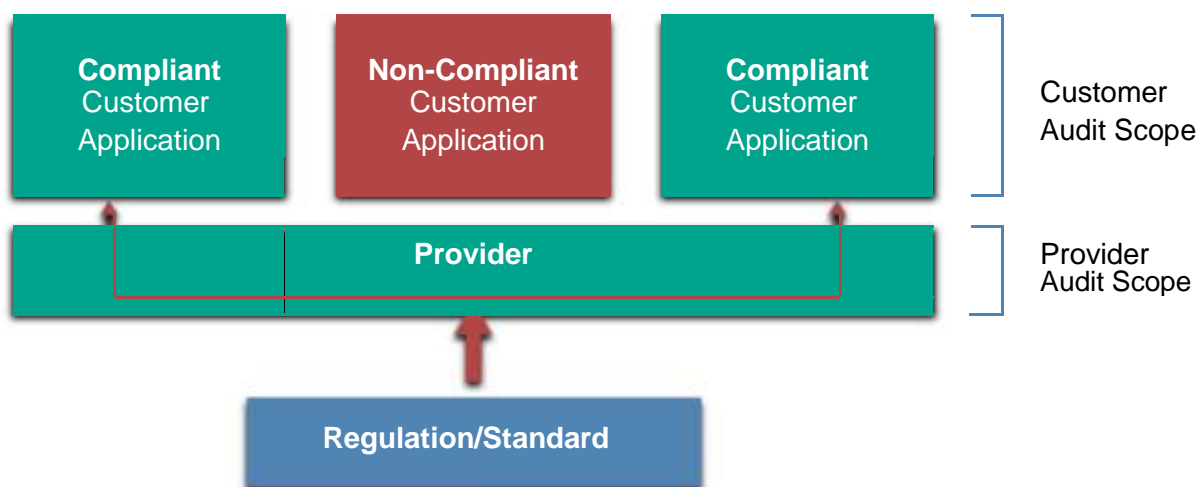 Compliant
Customer
Application
Non-Compliant
Customer
Application
Compliant
Customer
Application
Customer
Audit Scope
Provider
Provider
Audit Scope
Regulation/Standard